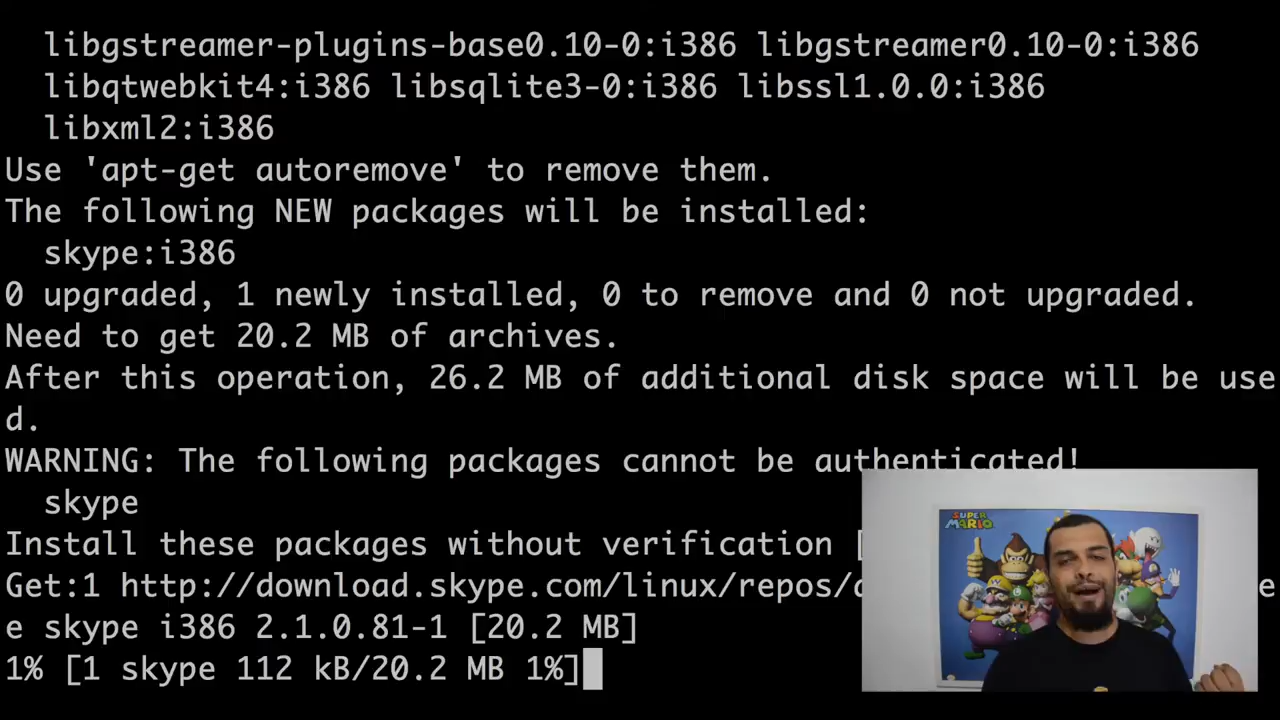 libgstreamer-plugins-base0.10-0:i386 libgstreamer0.10-0:i386
libqtwebkit4:i386 libsqlite3-0:i386 libssl1.0.0:i386
libxml2:i386
Use 'apt-get autoremove' to remove them.
The following NEW packages will be installed:
skype:i386
0 upgraded, 1 newly installed, 0 to remove and 0 not upgraded.
Need to get 20.2 MB of archives.
After this operation, 26.2 MB of additional disk space will be use
d.
WARNING: The following packages cannot be authenticated!
skype
Install these packages without verification [
Get:1 http://download.skype.com/linux/repos/ e
e skype i386 2.1.0.81-1 [20.2 MB]
1% [1 skype 112 kB/20.2 MB 1%]
SUPER
MARIO